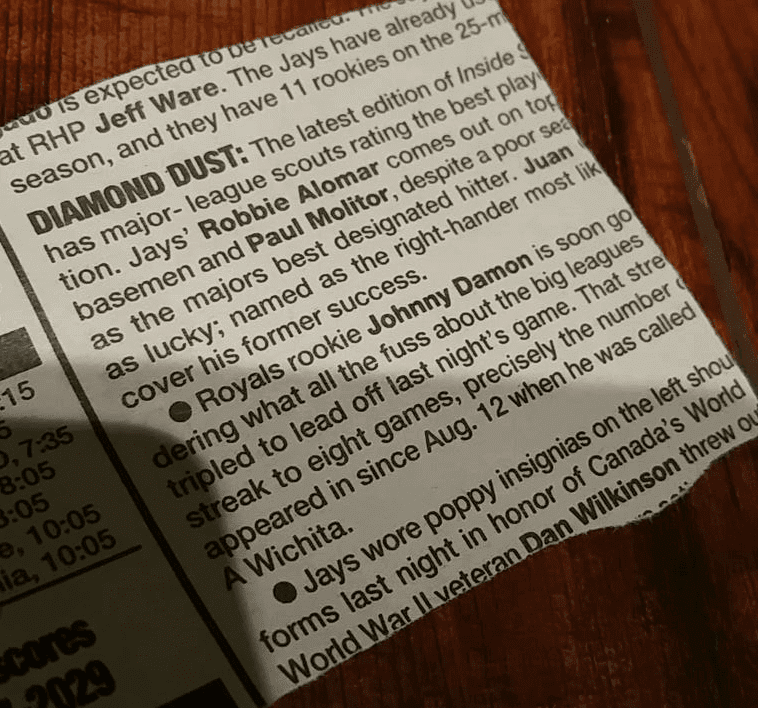 is expected to be recalled. The
at RHP Jeff Ware. The Jays have already
season, and they have 11 rookies on the 25-m
DIAMOND DUST: The latest edition of Inside S
has major- league scouts rating the best play
tion. Jays' Robbie Alomar comes out on top
basemen and Paul Molitor, despite a poor sea
as the majors best designated hitter. Juan
as lucky; named as the right-hander most lik
cover his former success.
● Royals rookie Johnny Damon is soon go
dering what all the fuss about the big leagues
tripled to lead off last night's game. That stre
streak to eight games, precisely the number
appeared in since Aug. 12 when he was called
A Wichita.
● Jays wore poppy insignias on the left shou
forms last night in honor of Canada's World
World War II veteran Dan Wilkinson threw ou
:15
5
, 7:35
8:05
8:05
e, 10:05
ia, 10:05
scores
2029